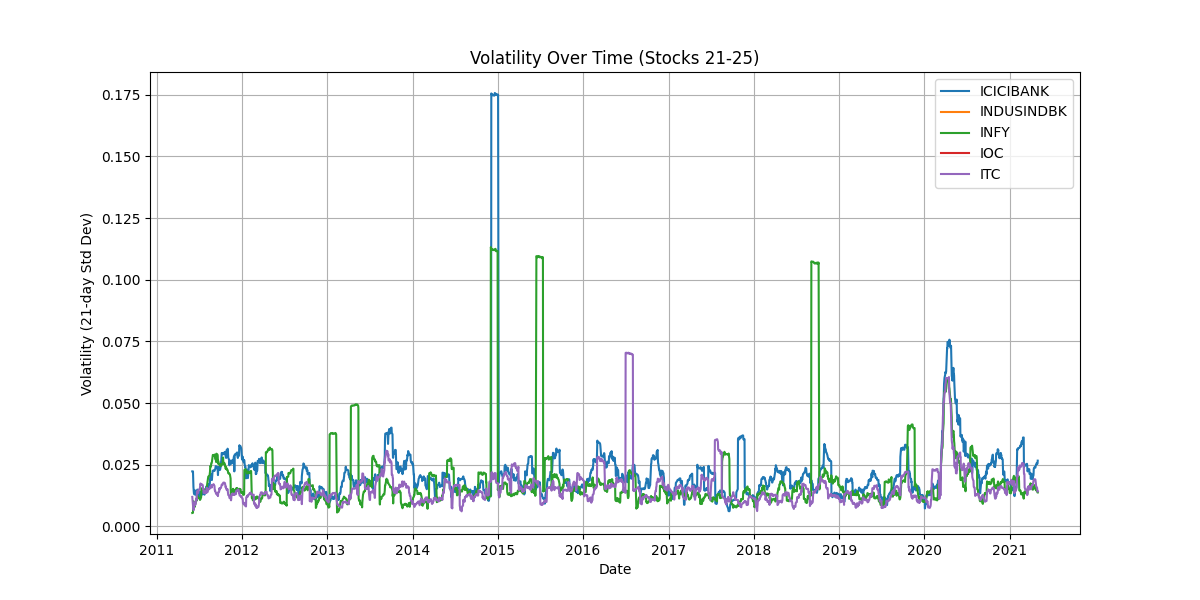 Volatility Over Time (Stocks 21-25)
Volatility (21-day Std Dev)
0.175
0.150
0.125
0.100
0.075
0.050
0.025
0.000
ICICIBANK
INDUSINDBK
INFY
IOC
ITC
2011 2012 2013 2014 2015 2016 2017 2018 2019 2020 2021
Date